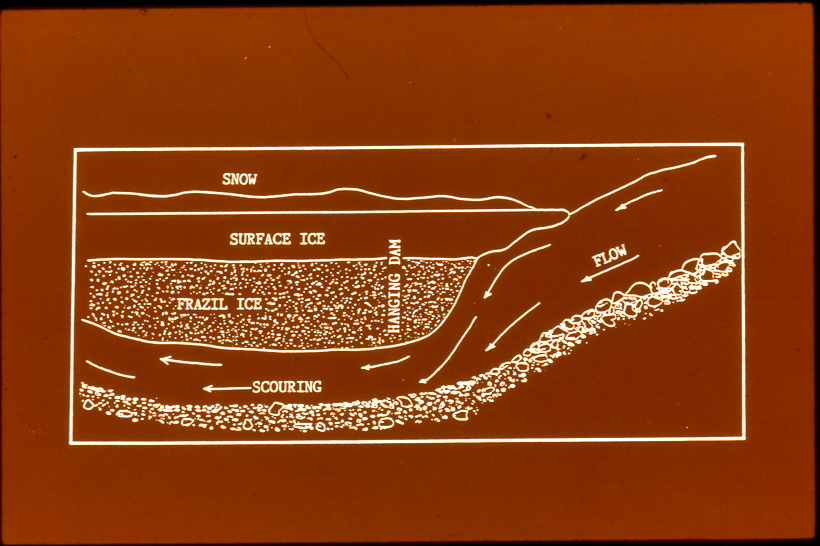 SNOW
SURFACE ICE
HANGING DAM
FLOW
FRAZIL ICE
SCOURING